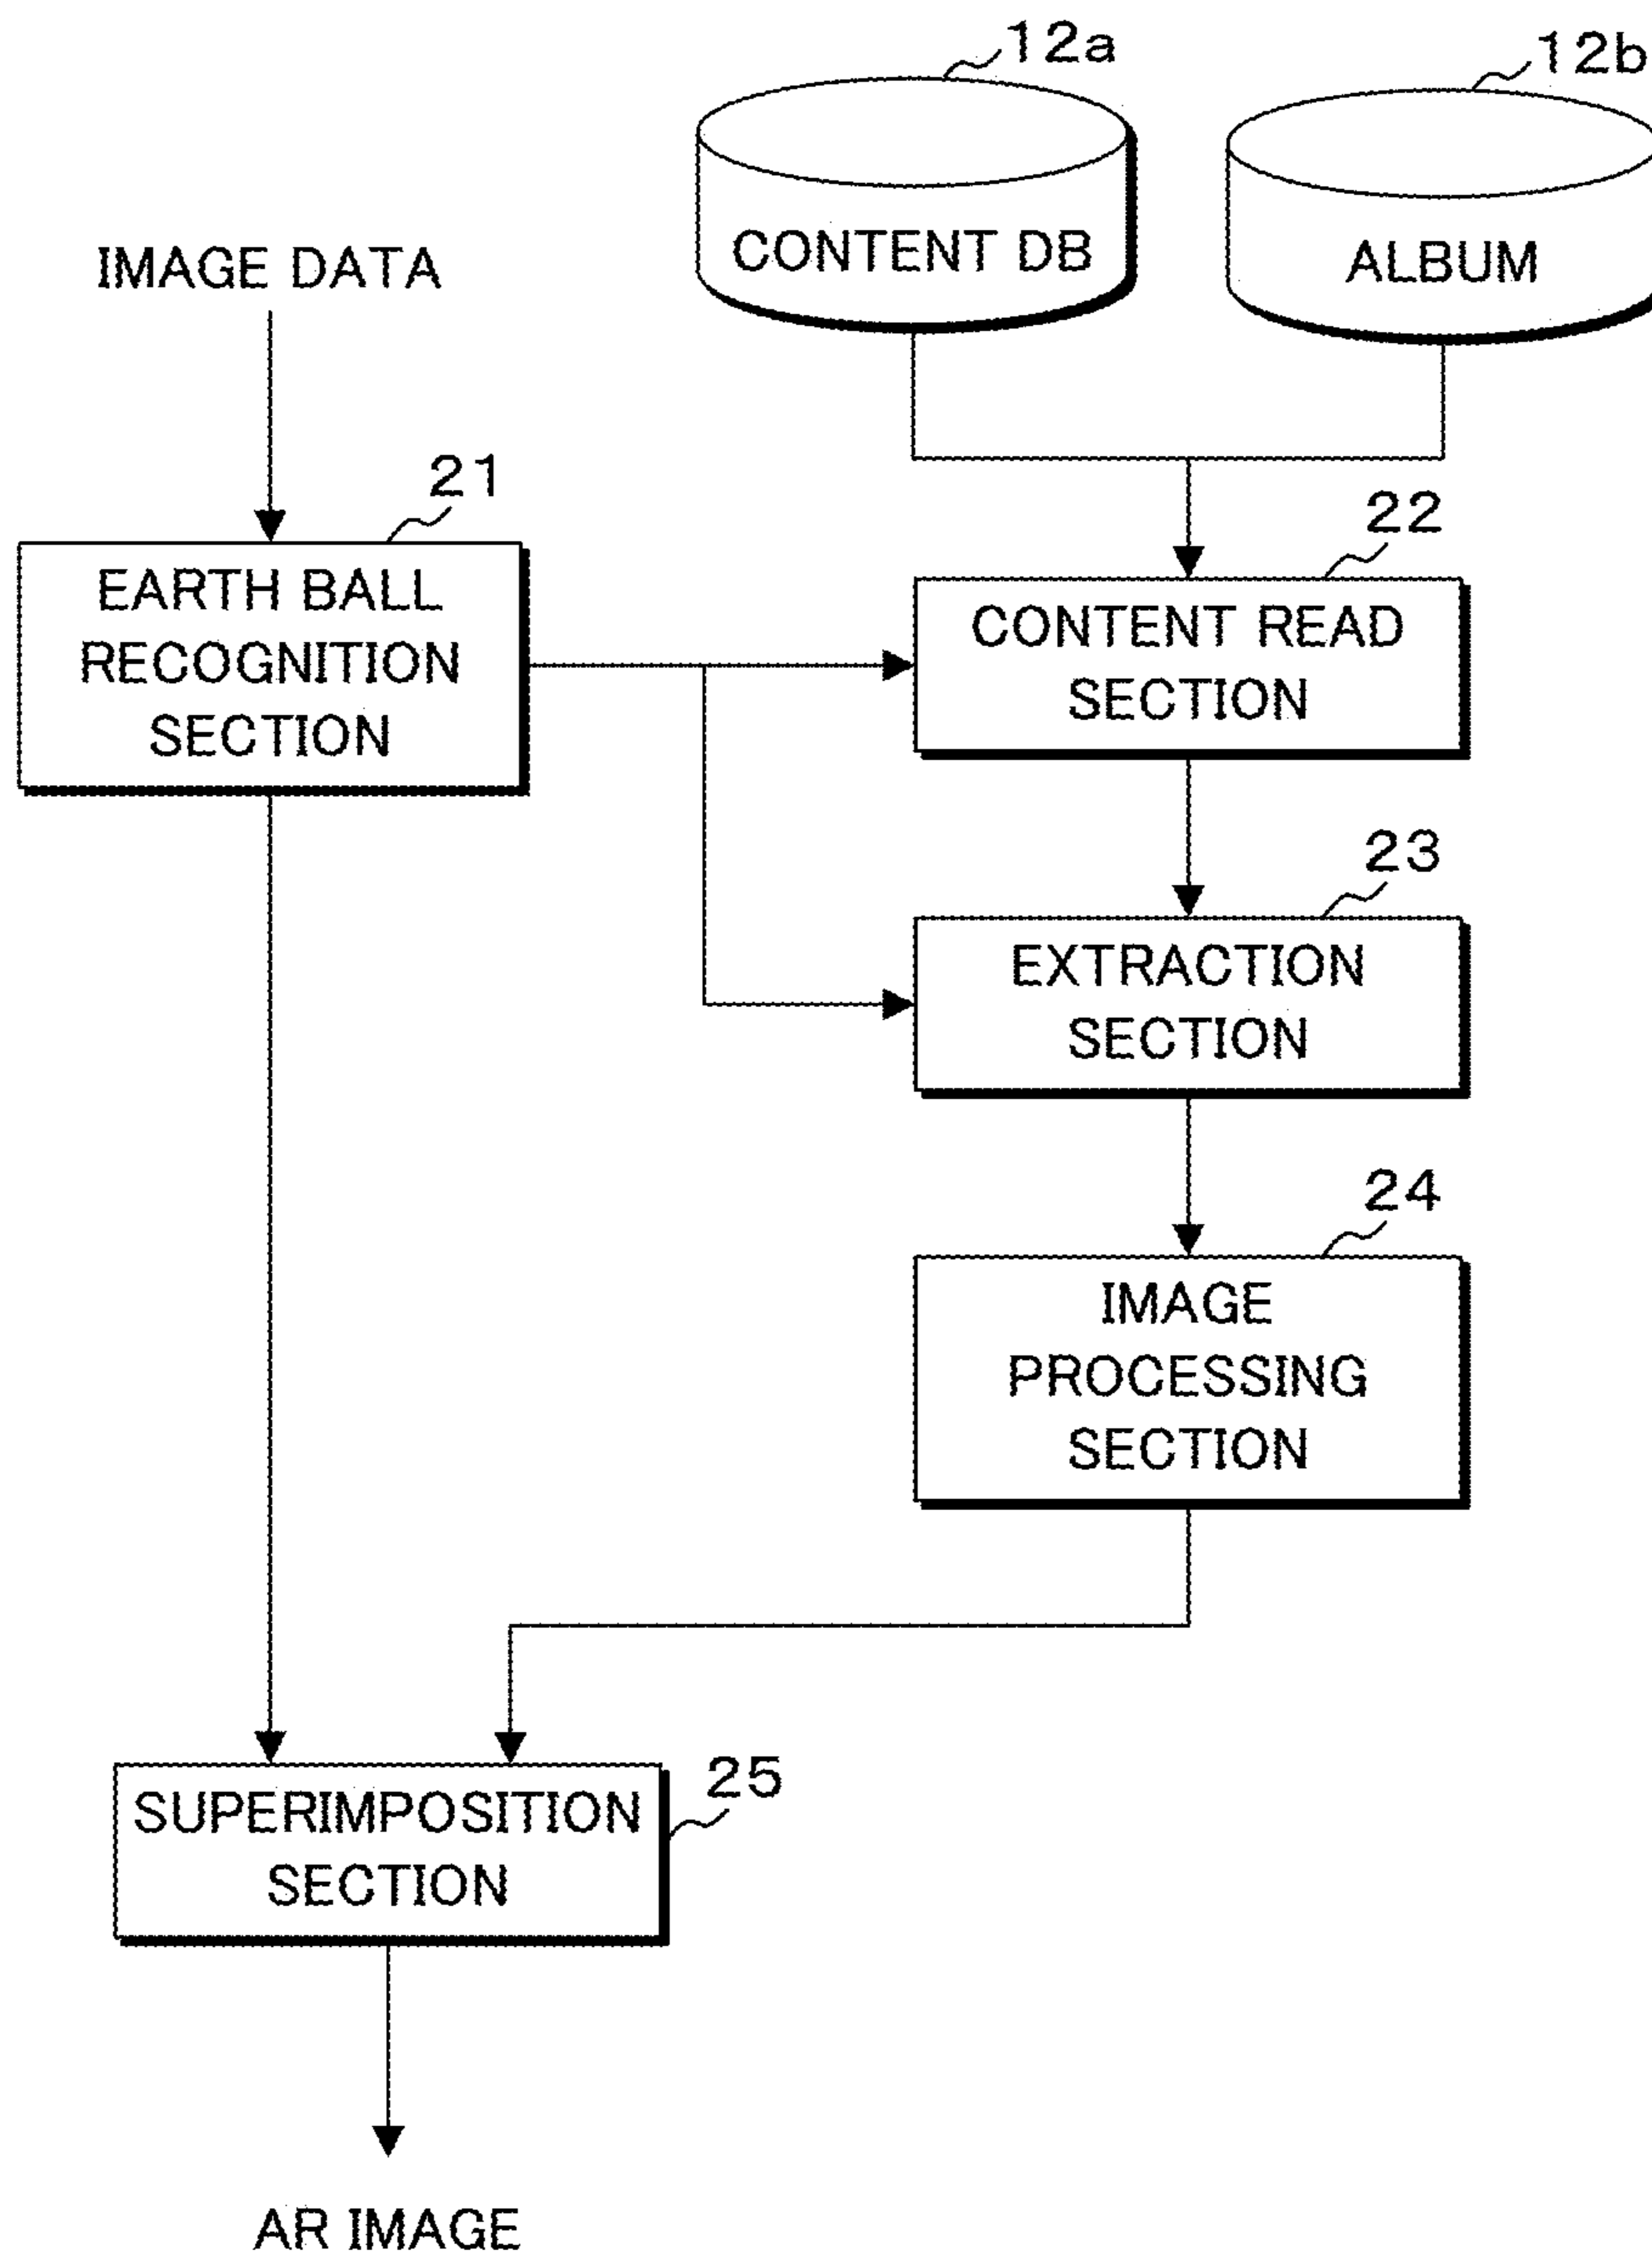 12a
12b
CONTENT DB
ALBUM
IMAGE DATA
21
22
EARTH BALL
RECOGNITION
SECTION
CONTENT READ
SECTION
23
EXTRACTION
SECTION
24
IMAGE
PROCESSING
SECTION
25
SUPERIMPOSITION
SECTION
AR IMAGE